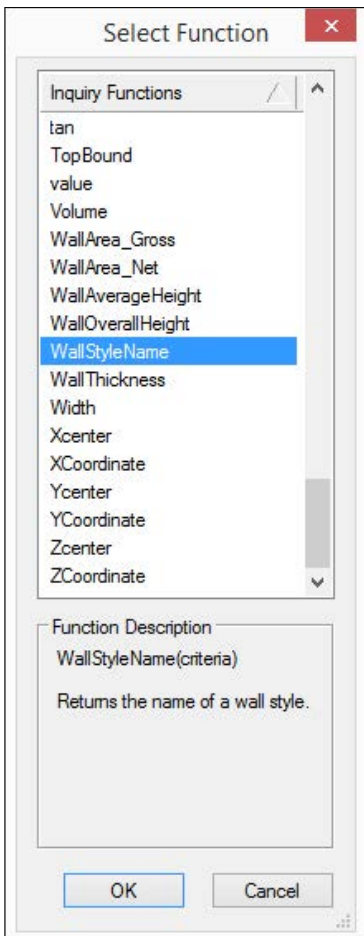 Select Function
Inquiry Functions
tan
TopBound
value
Volume
WallArea_Gross
WallArea_Net
WallAverageHeight
WallOverallHeight
WallStyleName
WallThickness
Width
Xcenter
XCoordinate
Ycenter
YCoordinate
Zcenter
ZCoordinate
Function Description
WallStyleName(criteria)
Returns the name of a wall style.
OK
Cancel